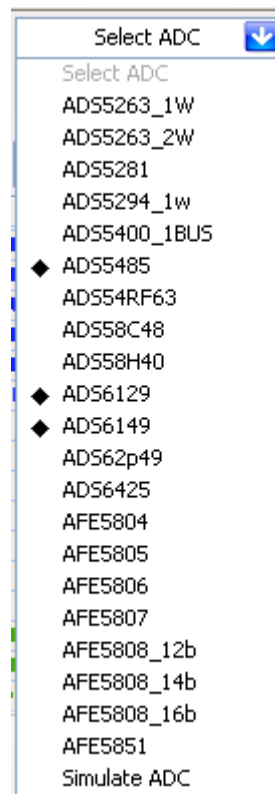 Select ADC
Select ADC
ADS5263_1W
ADS5263_2W
ADS5281
ADS5294_1w
ADS5400_1BUS
ADS5485
ADS54RF63
ADS58C48
ADS58H40
ADS6129
ADS6149
ADS62p49
ADS6425
AFE5804
AFE5805
AFE5806
AFE5807
AFE5808_12b
AFE5808_14b
AFE5808_16b
AFE5851
Simulate ADC